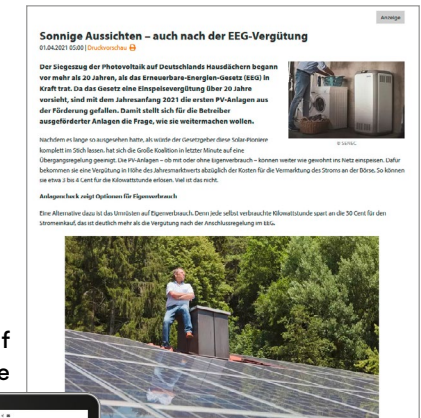 Anzeige
Sonnige Aussichten – auch nach der EEG-Vergütung
01.04.2021 05:00 | Druckvorschau
Der Siegeszug der Photovoltaik auf Deutschlands Hausdächern begann
vor mehr als 20 Jahren, als das Erneuerbare-Energien-Gesetz (EEG) in
Kraft trat. Da das Gesetz eine Einspeisevergütung über 20 Jahre
vorsieht, sind mit dem Jahresanfang 2021 die ersten PV-Anlagen aus
der Förderung gefallen. Damit stellt sich für die Betreiber
ausgeförderter Anlagen die Frage, wie sie weitermachen wollen.
© SENEC
Nachdem es lange so ausgesehen hatte, als würde der Gesetzgeber diese Solar-Pioniere
komplett im Stich lassen, hat sich die Große Koalition in letzter Minute auf eine
Übergangsregelung geeinigt. Die PV-Anlagen – ob mit oder ohne Eigenverbrauch – können weiter wie gewohnt ins Netz einspeisen. Dafür
bekommen sie eine Vergütung in Höhe des Jahresmarktwerts abzüglich der Kosten für die Vermarktung des Stroms an der Börse. So können
sie etwa 3 bis 4 Cent für die Kilowattstunde erlösen. Viel ist das nicht.
Anlagencheck zeigt Optionen für Eigenverbrauch
Eine Alternative dazu ist das Umrüsten auf Eigenverbrauch. Denn jede selbst verbrauchte Kilowattstunde spart an die 30 Cent für den
Stromeinkauf, das ist deutlich mehr als die Vergütung nach der Anschlussregelung im EEG.
f
e